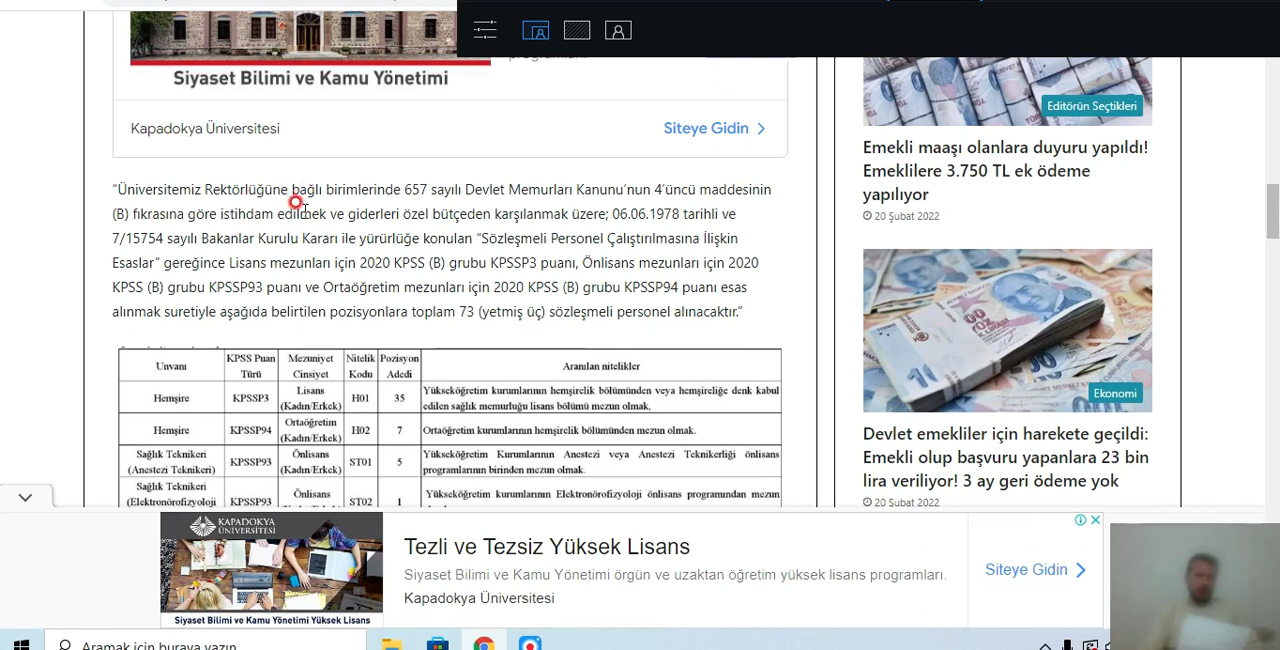 Siyaset Bilimi ve Kamu Yönetimi
Kapadokya Üniversitesi
Siteye Gidin
“Üniversitemiz Rektörlüğüne bağlı birimlerinde 657 sayılı Devlet Memurları Kanunu’nun 4’üncü maddesinin
(B) fıkrasına göre istihdam edilmek ve giderleri özel bütçeden karşılanmak üzere; 06.06.1978 tarihli ve
7/15754 sayılı Bakanlar Kurulu Kararı ile yürürlüğe konulan “Sözleşmeli Personel Çalıştırılmasına İlişkin
Esaslar” gereğince Lisans mezunları için 2020 KPSS (B) grubu KPSSP3 puanı, Önlisans mezunları için 2020
KPSS (B) grubu KPSSP93 puanı ve Ortaöğretim mezunları için 2020 KPSS (B) grubu KPSSP94 puanı esas
alınmak suretiyle aşağıda belirtilen pozisyonlara toplam 73 (yetmiş üç) sözleşmeli personel alınacaktır.”
Unvanı
KPSS Puan
Türü
Mezuniyet
Cinsiyet
Nitelik
Kodu
Pozisyon
Adedi
Aranılan nitelikler
Hemşire
KPSSP3
Lisans
(Kadın/Erkek)
H01
35
Yükseköğretim kurumlarının hemşirelik bölümünden veya hemşireliğe denk kabul
edilen sağlık memurluğu lisans bölümü mezun olmak,
Hemşire
KPSSP94
Ortaöğretim
(Kadın/Erkek)
H02
7
Ortaöğretim kurumlarının hemşirelik bölümünden mezun olmak.
Sağlık Teknikeri
(Anestezi Teknikeri)
KPSSP93
Önlisans
(Kadın/Erkek)
ST01
5
Yükseköğretim Kurumlarının Anestezi veya Anestezi Teknikerliği önlisans
programlarının birinden mezun olmak.
Sağlık Teknikeri
(Elektronörofizyoloji
KPSSP93
Önlisans
ST02
1
Yükseköğretim kurumlarının Elektronörofizyoloji önlisans programından mezun
Editörün Seçtikleri
Emekli maaşı olanlara duyuru yapıldı!
Emeklilere 3.750 TL ek ödeme
yapılıyor
20 Şubat 2022
Ekonomi
Devlet emekliler için harekete geçildi:
Emekli olup başvuru yapanlara 23 bin
lira veriliyor! 3 ay geri ödeme yok
20 Şubat 2022
KAPADOKYA
ÜNİVERSİTESİ
Siyaset Bilimi ve Kamu Yönetimi Yüksek Lisans
Tezli ve Tezsiz Yüksek Lisans
Siyaset Bilimi ve Kamu Yönetimi örgün ve uzaktan öğretim yüksek lisans programları.
Kapadokya Üniversitesi
Siteye Gidin
Aramak için buraya yazın